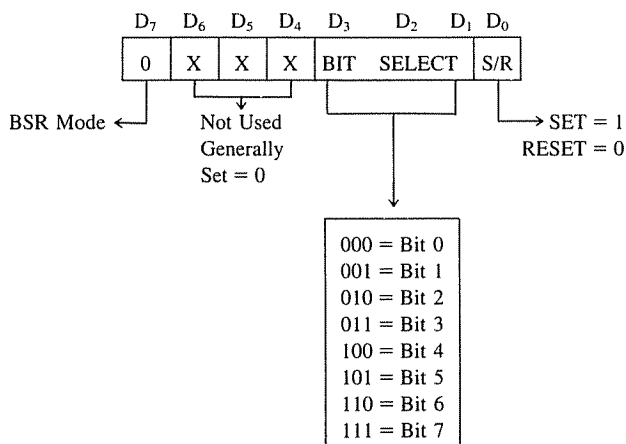 D₇ D₆ D₅ D₄ D₃ D₂ D₁ D₀
0 X X X BIT SELECT S/R
BSR Mode
Not Used
Generally
Set = 0
SET = 1
RESET = 0
000 = Bit 0
001 = Bit 1
010 = Bit 2
011 = Bit 3
100 = Bit 4
101 = Bit 5
110 = Bit 6
111 = Bit 7